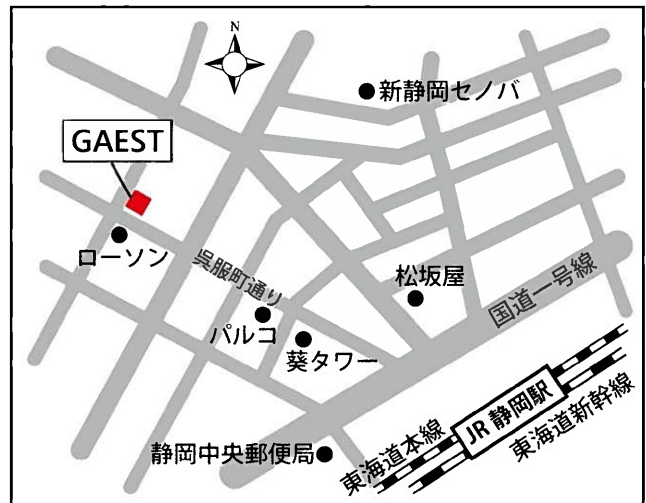 N
新静岡セノバ
GAEST
ローソン
呉服町通り
松坂屋
国道一号線
パルコ
葵タワー
JR 静岡駅
東海道新幹線
東海道本線
静岡中央郵便局